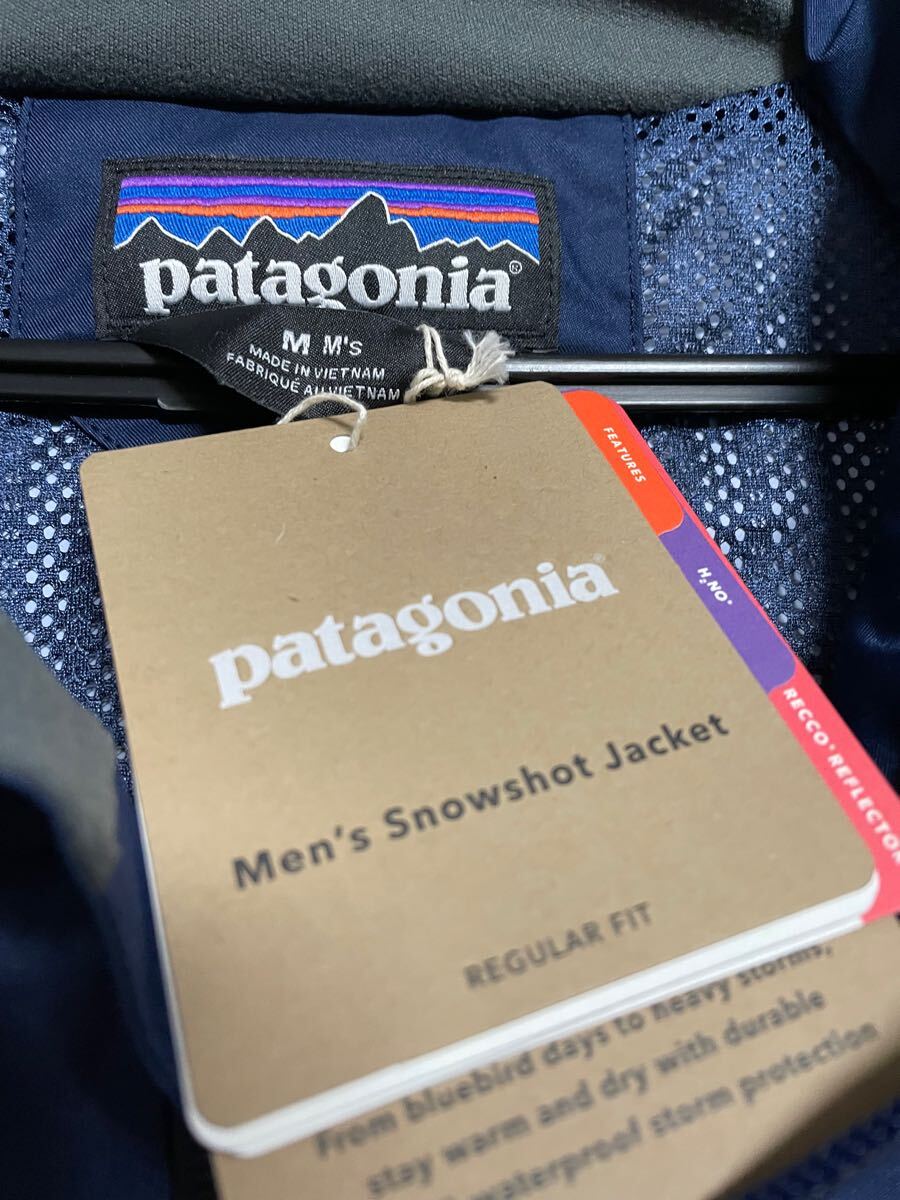 patagonia®
M M'S
MADE IN VIETNAM
FABRIQUÉ AU VIETNAM
FEATURES
H₂NO®
RECCO® REFLECTOR
patagonia®
Men's Snowshot Jacket
REGULAR FIT
From bluebird days to heavy storms,
stay warm and dry with durable
waterproof storm protection